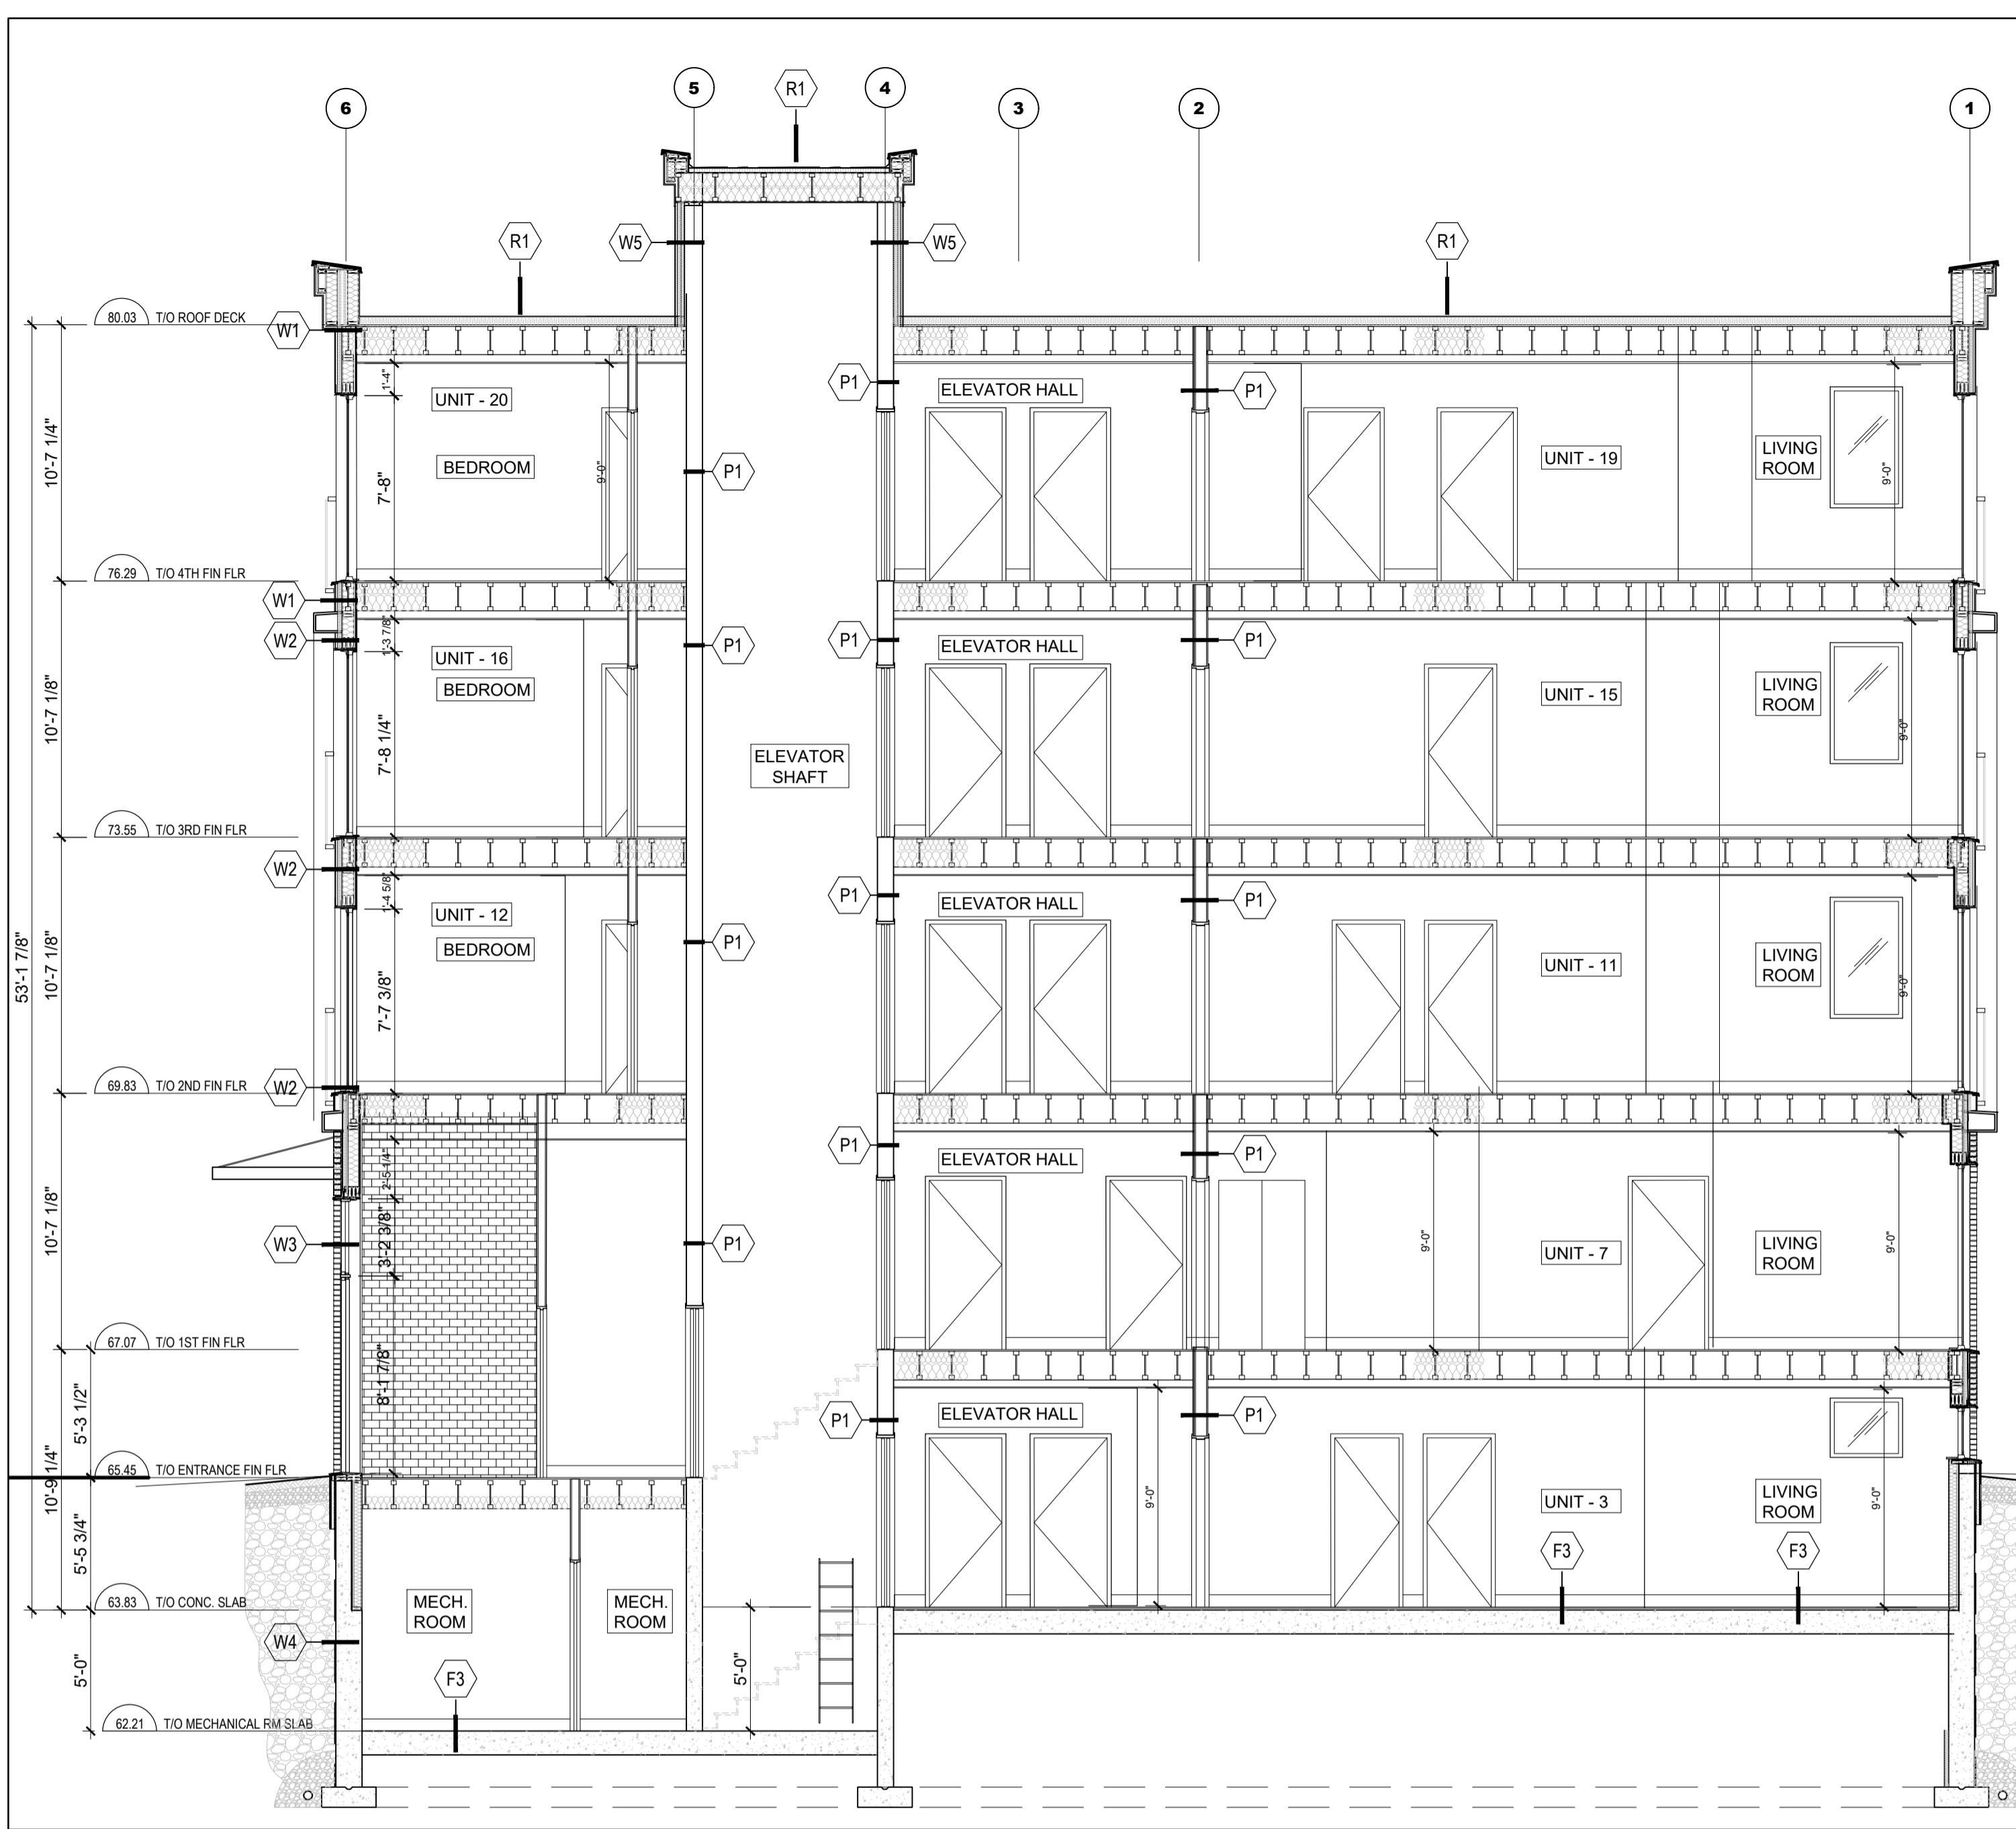 6
5
R1
4
3
2
1
R1
W5
W5
R1
80.03 T/O ROOF DECK
W1
1'-4"
UNIT - 20
P1
ELEVATOR HALL
P1
10'-7 1/4"
7'-8"
BEDROOM
9'-0"
P1
UNIT - 19
LIVING
ROOM
9'-0"
76.29 T/O 4TH FIN FLR
W1
W2
1'-3 7/8"
UNIT - 16
BEDROOM
P1
P1
ELEVATOR HALL
P1
UNIT - 15
LIVING
ROOM
9'-0"
10'-7 1/8"
7'-8 1/4"
ELEVATOR
SHAFT
73.55 T/O 3RD FIN FLR
W2
1'-4 5/8"
UNIT - 12
BEDROOM
P1
P1
ELEVATOR HALL
P1
UNIT - 11
LIVING
ROOM
9'-0"
53'-1 7/8"
10'-7 1/8"
7'-7 3/8"
69.83 T/O 2ND FIN FLR
W2
2'-5 1/4"
P1
ELEVATOR HALL
P1
10'-7 1/8"
W3
3'-2 3/8"
P1
9'-0"
UNIT - 7
LIVING
ROOM
9'-0"
67.07 T/O 1ST FIN FLR
8'-1 7/8"
5'-3 1/2"
P1
ELEVATOR HALL
P1
65.45 T/O ENTRANCE FIN FLR
10'-9 1/4"
9'-0"
UNIT - 3
LIVING
ROOM
9'-0"
5'-5 3/4"
F3
F3
63.83 T/O CONC. SLAB
MECH.
ROOM
MECH.
ROOM
W4
5'-0"
F3
5'-0"
62.21 T/O MECHANICAL RM SLAB